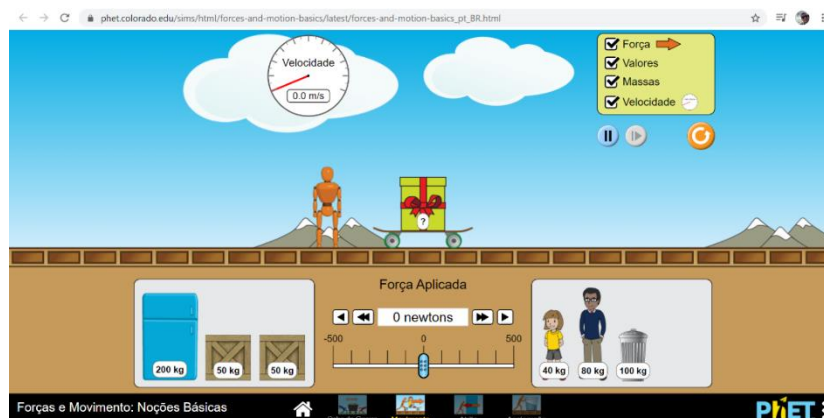 phet.colorado.edu/sims/html/forces-and-motion-basics/latest/forces-and-motion-basics_pt_BR.html
Velocidade
0.0 m/s
Força
Valores
Massas
Velocidade
?
Força Aplicada
0 newtons
-500 0 500
200 kg 50 kg 50 kg
40 kg 80 kg 100 kg
Forças e Movimento: Noções Básicas
PhET